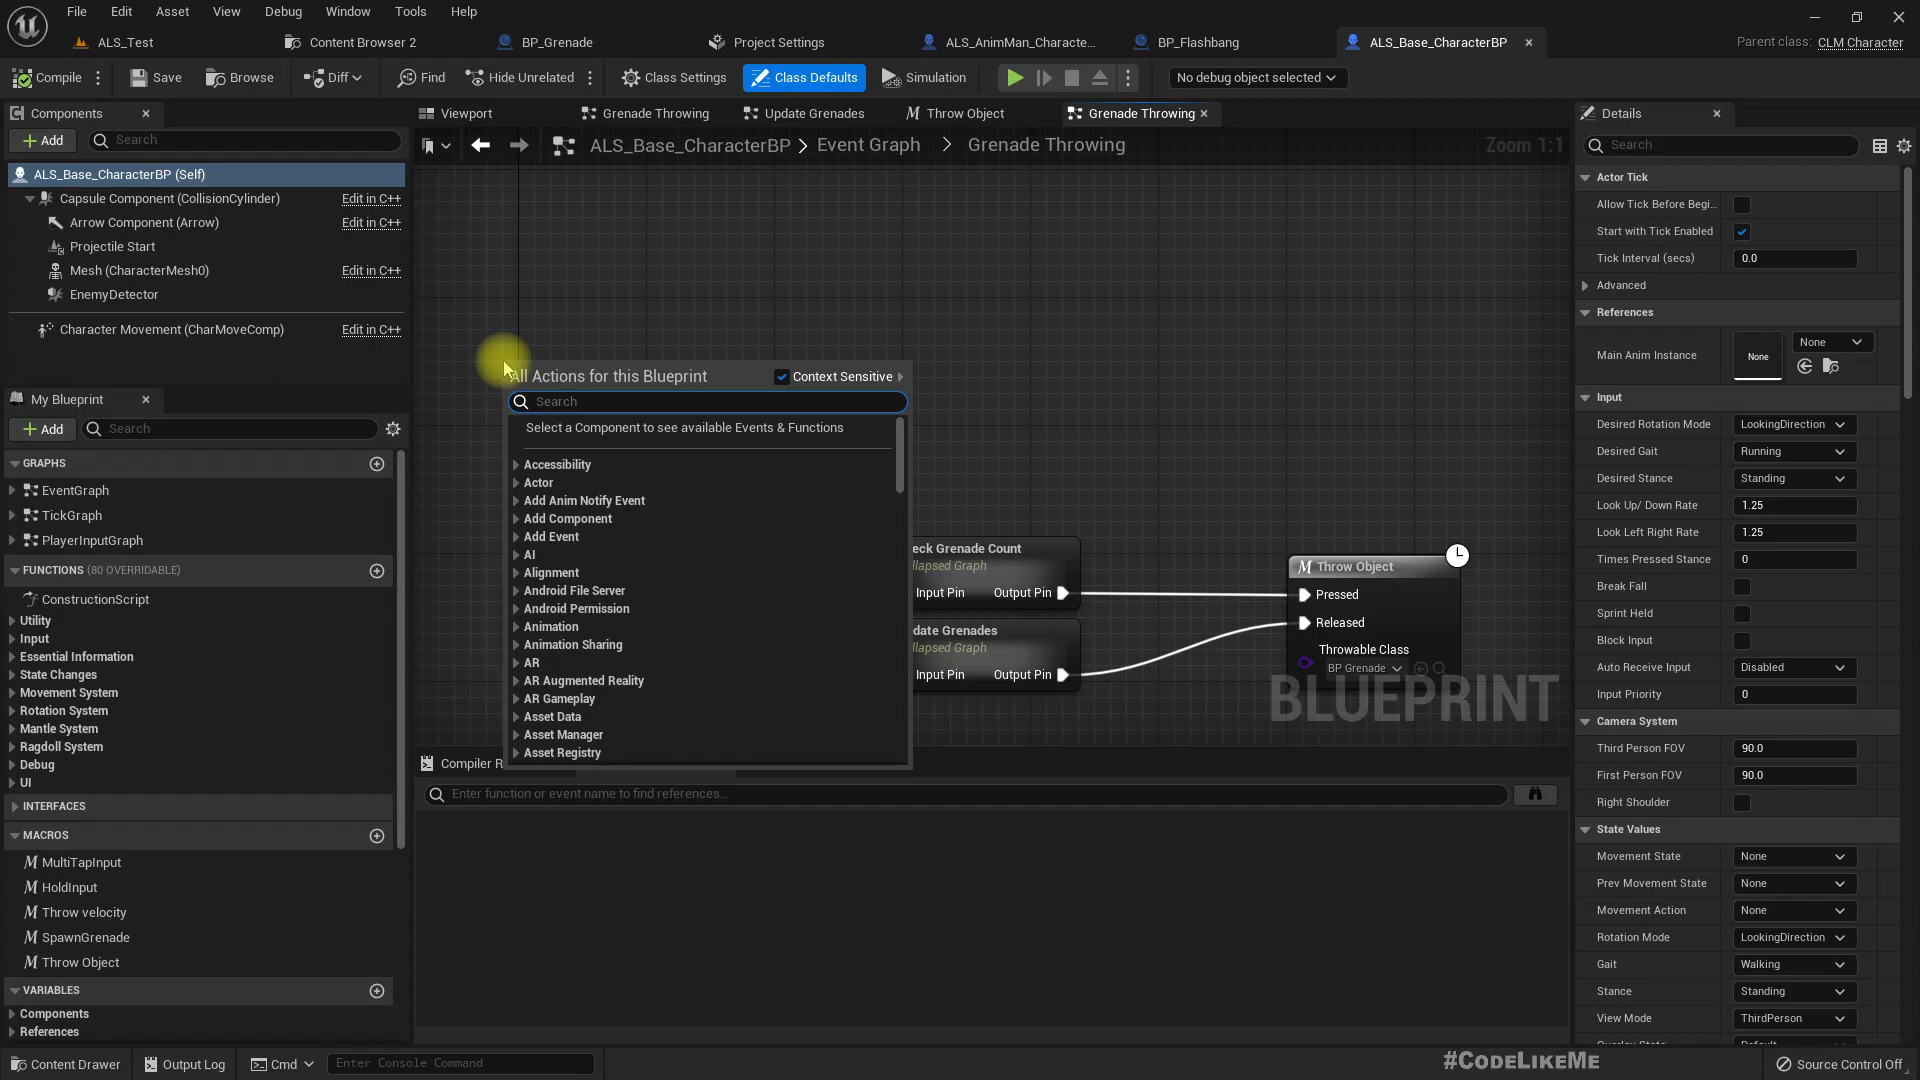 File Edit Asset View Debug Window Tools Help
ALS_Test Content Browser 2 BP_Grenade Project Settings ALS_AnimMan_Characte... BP_Flashbang ALS_Base_CharacterBP
Parent class: CLM Character
Compile Save Browse Diff Find Hide Unrelated Class Settings Class Defaults Simulation No debug object selected
Components
Add Search
ALS_Base_CharacterBP (Self)
Capsule Component (CollisionCylinder) Edit in C++
Arrow Component (Arrow) Edit in C++
Projectile Start
Mesh (CharacterMesh0) Edit in C++
EnemyDetector
Character Movement (CharMoveComp) Edit in C++
My Blueprint
Add Search
GRAPHS
EventGraph
TickGraph
PlayerInputGraph
FUNCTIONS (80 OVERRIDABLE)
ConstructionScript
Utility
Input
Essential Information
State Changes
Movement System
Rotation System
Mantle System
Ragdoll System
Debug
UI
INTERFACES
MACROS
MultiTapInput
HoldInput
Throw velocity
SpawnGrenade
Throw Object
VARIABLES
Components
References
Viewport Grenade Throwing Update Grenades Throw Object Grenade Throwing
ALS_Base_CharacterBP > Event Graph > Grenade Throwing Zoom 1:1
All Actions for this Blueprint Context Sensitive
Search
Select a Component to see available Events & Functions
Accessibility
Actor
Add Anim Notify Event
Add Component
Add Event
AI
Alignment
Android File Server
Android Permission
Animation
Animation Sharing
AR
AR Augmented Reality
AR Gameplay
Asset Data
Asset Manager
Asset Registry
eck Grenade Count
llapsed Graph
Input Pin Output Pin
date Grenades
llapsed Graph
Input Pin Output Pin
Throw Object
Pressed
Released
Throwable Class
BP Grenade
BLUEPRINT
Compiler R
Enter function or event name to find references...
Details
Search
Actor Tick
Allow Tick Before Begi...
Start with Tick Enabled
Tick Interval (secs) 0.0
Advanced
References
Main Anim Instance None None
Input
Desired Rotation Mode LookingDirection
Desired Gait Running
Desired Stance Standing
Look Up/ Down Rate 1.25
Look Left Right Rate 1.25
Times Pressed Stance 0
Break Fall
Sprint Held
Block Input
Auto Receive Input Disabled
Input Priority 0
Camera System
Third Person FOV 90.0
First Person FOV 90.0
Right Shoulder
State Values
Movement State None
Prev Movement State None
Movement Action None
Rotation Mode LookingDirection
Gait Walking
Stance Standing
View Mode ThirdPerson
Overlay State Default
Content Drawer Output Log Cmd Enter Console Command
#CODELIKEME
Source Control Off